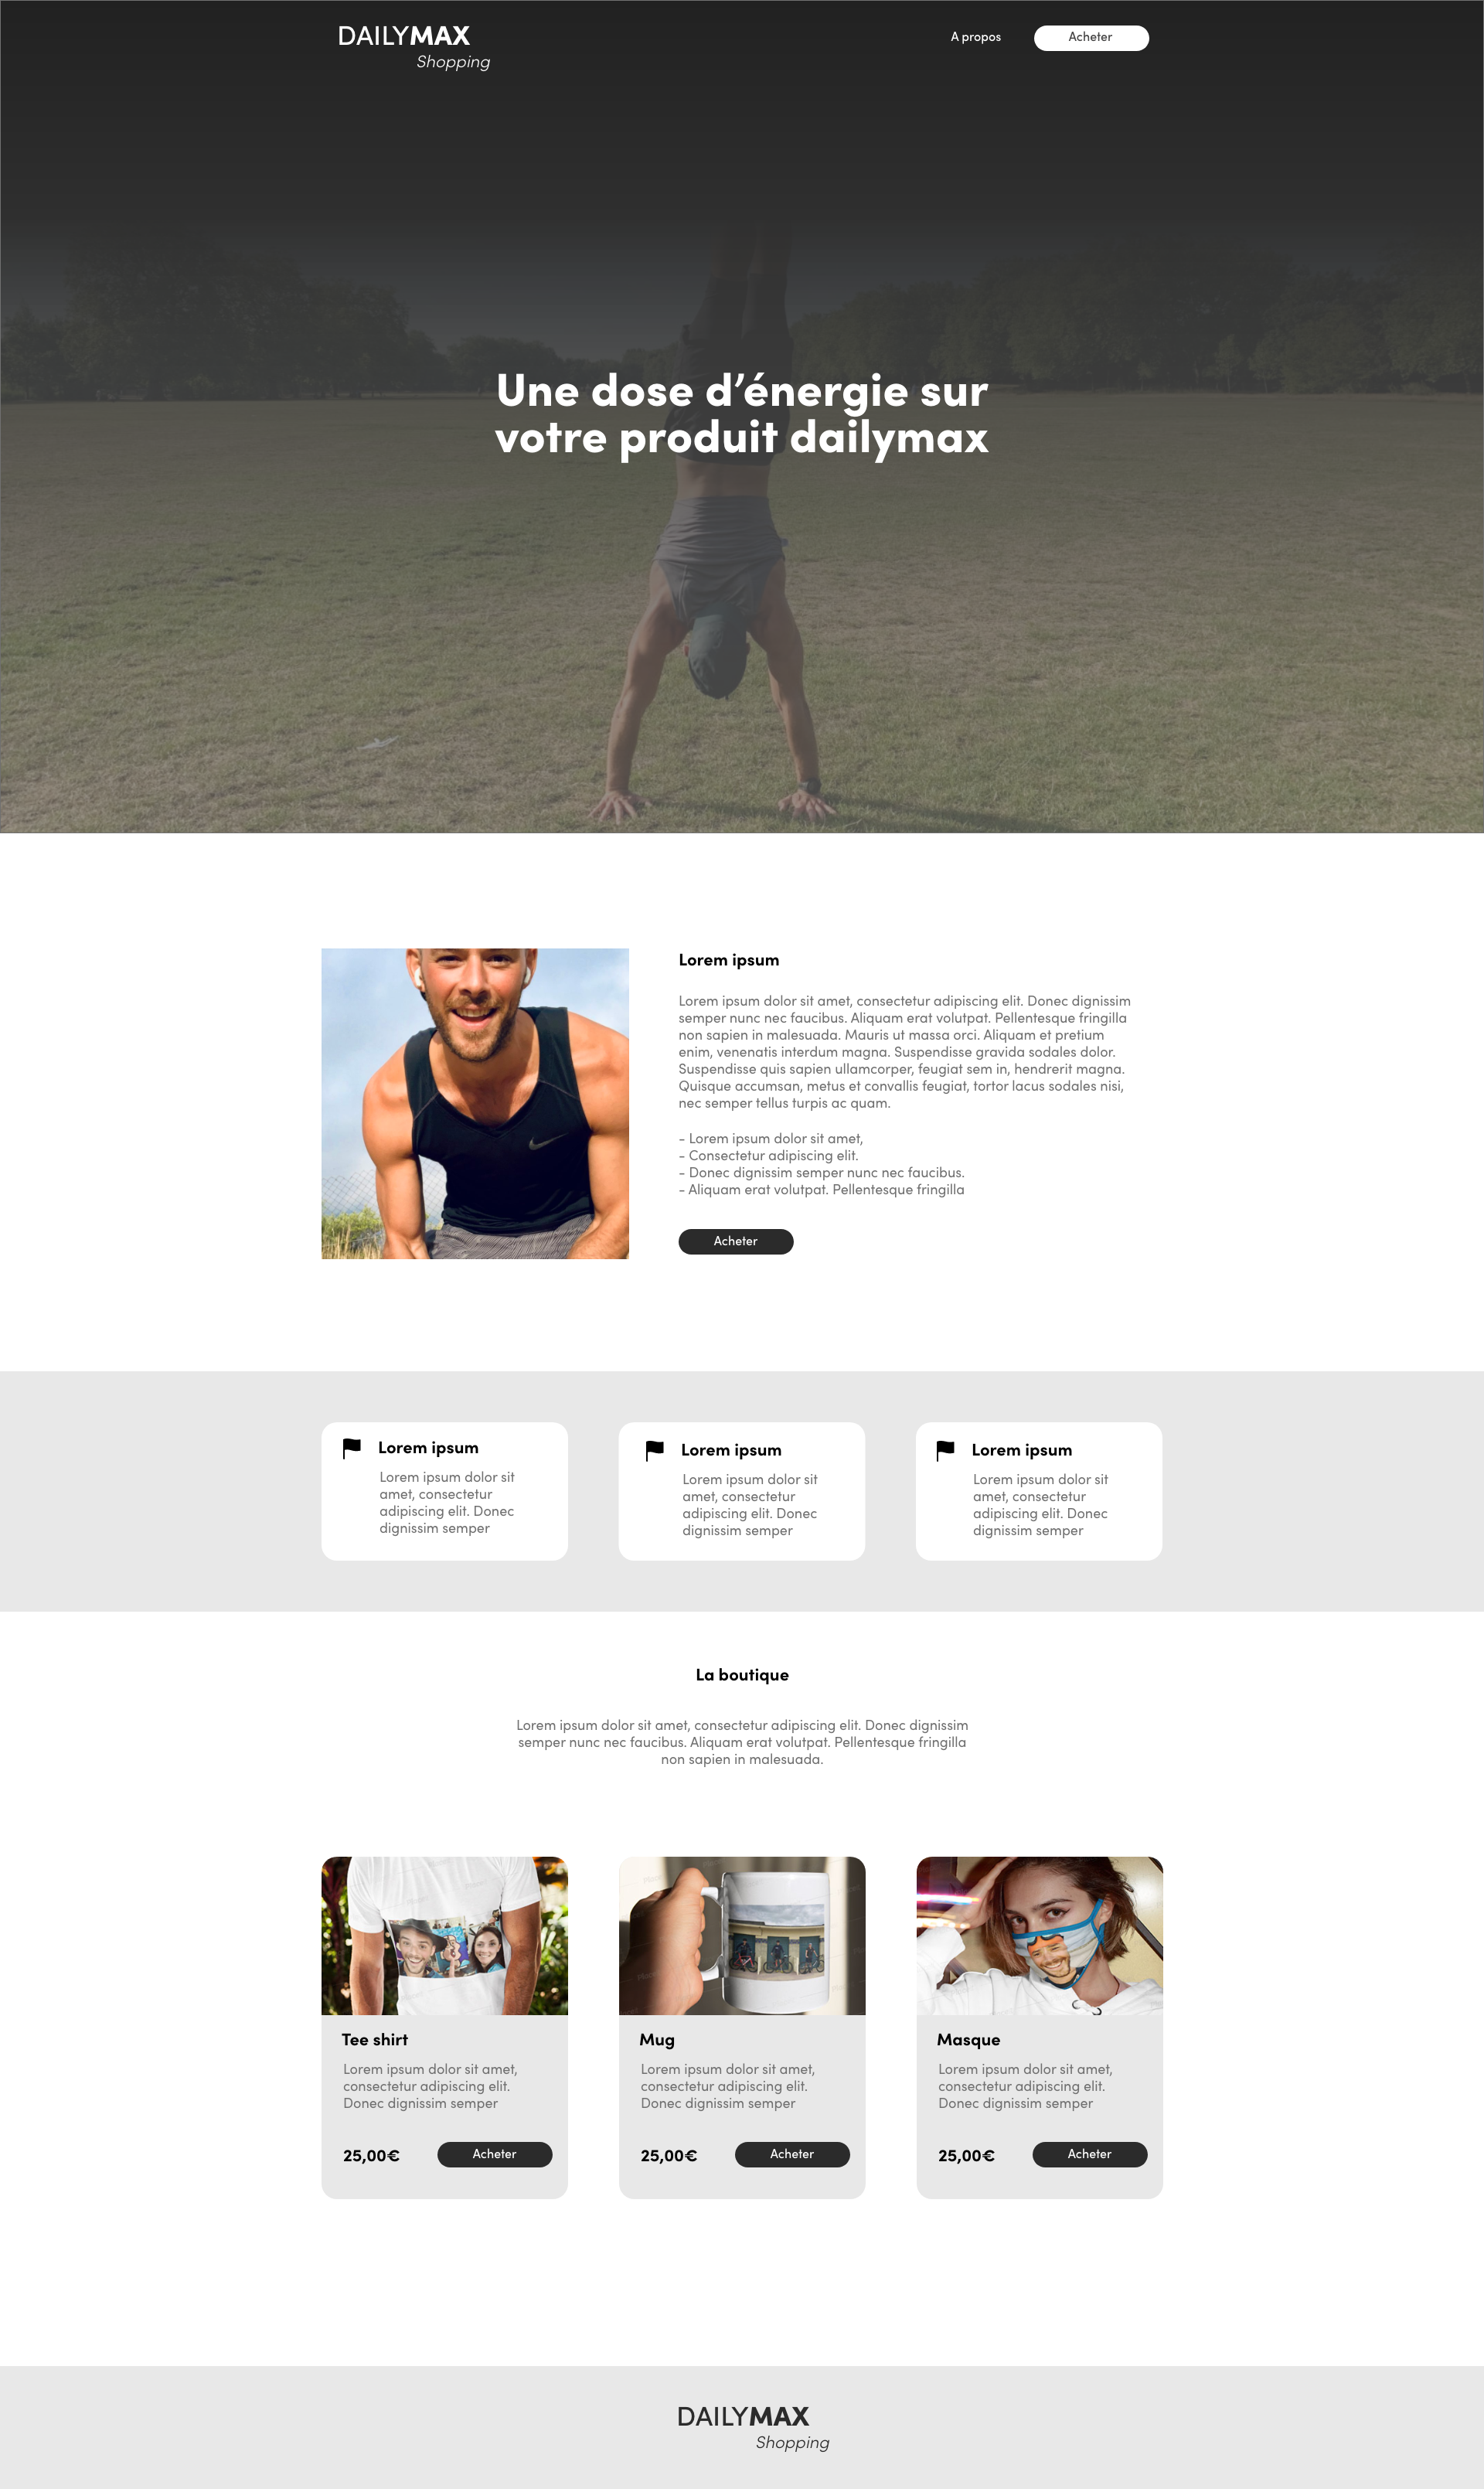 DAILYMAX
Shopping
A propos
Acheter
Une dose d’énergie sur
votre produit dailymax
Lorem ipsum
Lorem ipsum dolor sit amet, consectetur adipiscing elit. Donec dignissim
semper nunc nec faucibus. Aliquam erat volutpat. Pellentesque fringilla
non sapien in malesuada. Mauris ut massa orci. Aliquam et pretium
enim, venenatis interdum magna. Suspendisse gravida sodales dolor.
Suspendisse quis sapien ullamcorper, feugiat sem in, hendrerit magna.
Quisque accumsan, metus et convallis feugiat, tortor lacus sodales nisi,
nec semper tellus turpis ac quam.
- Lorem ipsum dolor sit amet,
- Consectetur adipiscing elit.
- Donec dignissim semper nunc nec faucibus.
- Aliquam erat volutpat. Pellentesque fringilla
Acheter
Lorem ipsum
Lorem ipsum dolor sit
amet, consectetur
adipiscing elit. Donec
dignissim semper
Lorem ipsum
Lorem ipsum dolor sit
amet, consectetur
adipiscing elit. Donec
dignissim semper
Lorem ipsum
Lorem ipsum dolor sit
amet, consectetur
adipiscing elit. Donec
dignissim semper
La boutique
Lorem ipsum dolor sit amet, consectetur adipiscing elit. Donec dignissim
semper nunc nec faucibus. Aliquam erat volutpat. Pellentesque fringilla
non sapien in malesuada.
Tee shirt
Lorem ipsum dolor sit amet,
consectetur adipiscing elit.
Donec dignissim semper
25,00€
Acheter
Mug
Lorem ipsum dolor sit amet,
consectetur adipiscing elit.
Donec dignissim semper
25,00€
Acheter
Masque
Lorem ipsum dolor sit amet,
consectetur adipiscing elit.
Donec dignissim semper
25,00€
Acheter
DAILYMAX
Shopping